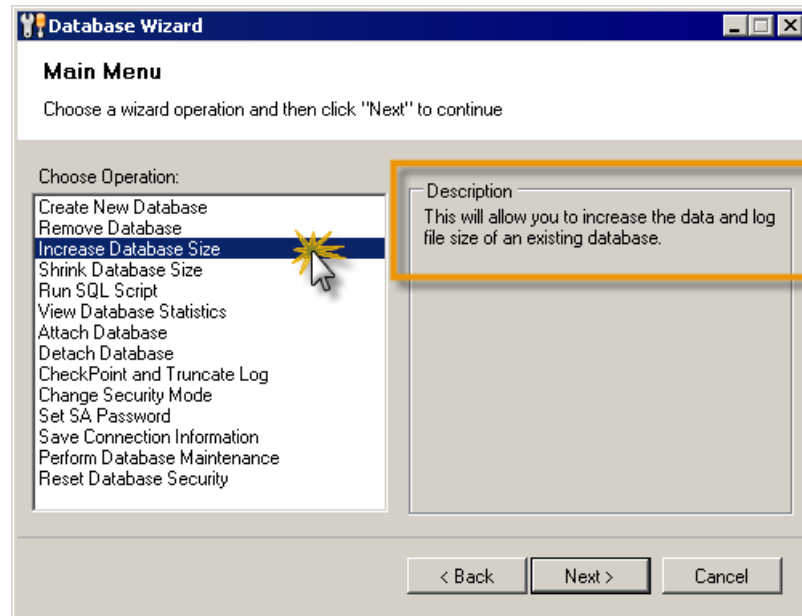 Database Wizard
Main Menu
Choose a wizard operation and then click "Next" to continue
Choose Operation:
Create New Database
Remove Database
Increase Database Size
Shrink Database Size
Run SQL Script
View Database Statistics
Attach Database
Detach Database
CheckPoint and Truncate Log
Change Security Mode
Set SA Password
Save Connection Information
Perform Database Maintenance
Reset Database Security
Description
This will allow you to increase the data and log
file size of an existing database.
< Back
Next >
Cancel